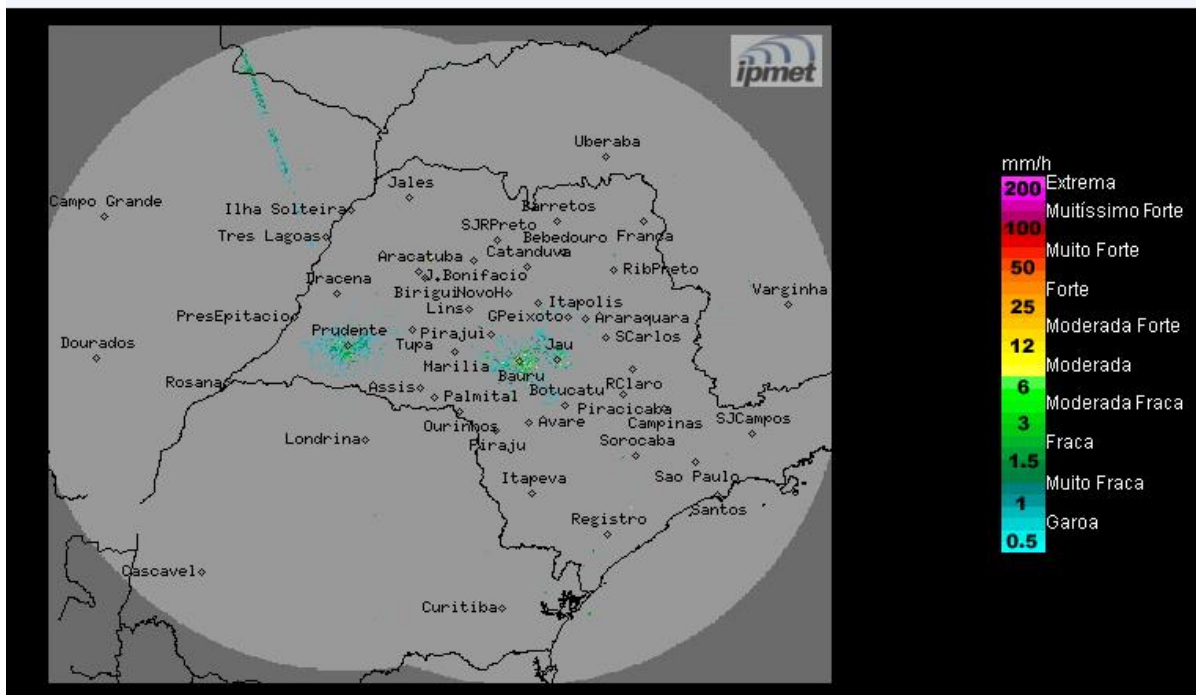 ipmet
Uberaba
Jales
Campo Grande
Ilha Solteira
Barretos
SJRPreto
Tres Lagoas
Bebedouro
Franca
Catanduva
Aracatuba
J.Bonifacio
RibPreto
Dracena
Birigui
NovoH
Varginha
Itapolis
Lins
PresEpitacio
GPeixoto
Araraquara
Prudente
Pirajui
SCarlos
Dourados
Tupa
Jau
Marilia
Bauru
Rosana
Assis
Botucatu
RClaro
Palmital
Piracicaba
Ourinhos
Avare
Campinas
SJCampos
Londrina
Piraju
Sorocaba
Itapeva
Sao Paulo
Santos
Registro
Cascavel
Curitiba
mm/h
200 Extrema
Muitíssimo Forte
100
Muito Forte
50
Forte
25
Moderada Forte
12
Moderada
6
Moderada Fraca
3
Fraca
1.5
Muito Fraca
1
Garoa
0.5